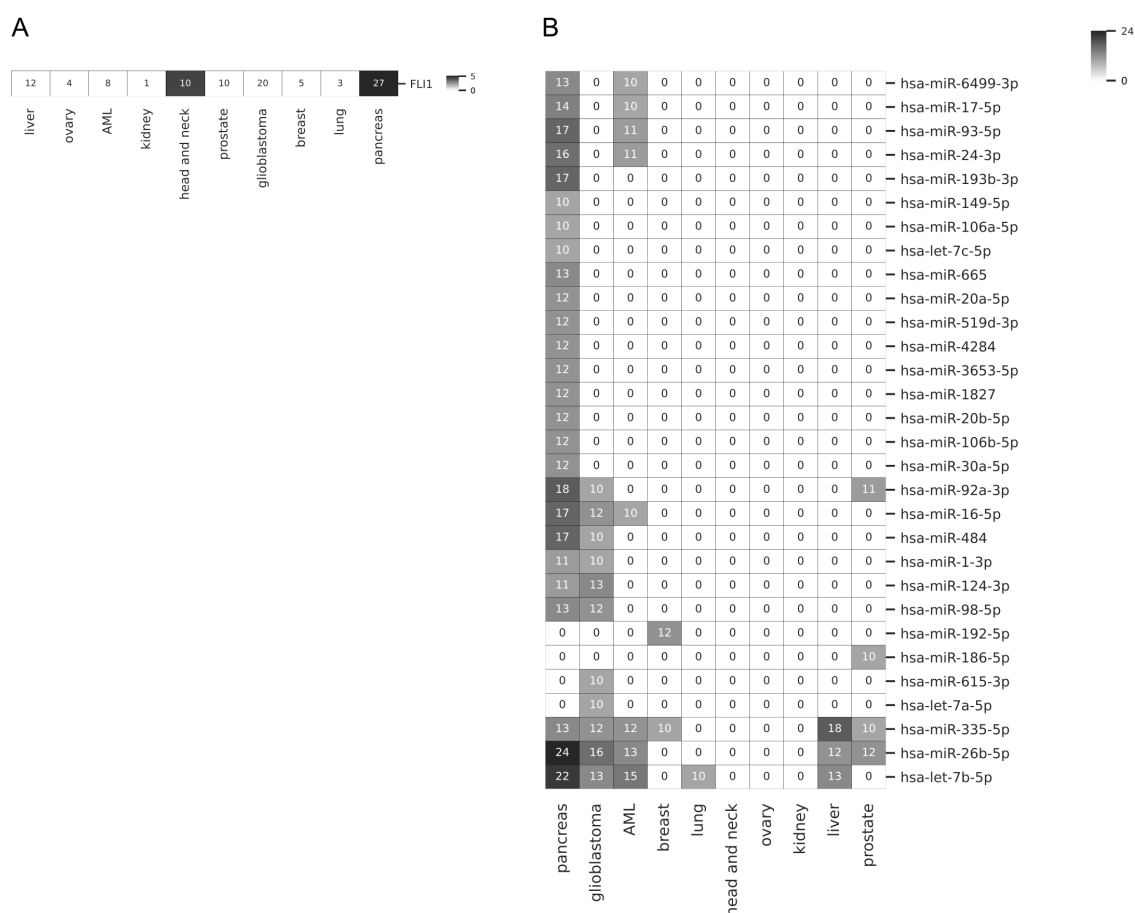 A
12 4 8 1 10 10 20 5 3 27 FLI1
5
0
liver ovary AML kidney head and neck prostate glioblastoma breast lung pancreas
B
24
0
13 0 10 0 0 0 0 0 0 0 hsa-miR-6499-3p
14 0 10 0 0 0 0 0 0 0 hsa-miR-17-5p
17 0 11 0 0 0 0 0 0 0 hsa-miR-93-5p
16 0 11 0 0 0 0 0 0 0 hsa-miR-24-3p
17 0 0 0 0 0 0 0 0 0 hsa-miR-193b-3p
10 0 0 0 0 0 0 0 0 0 hsa-miR-149-5p
10 0 0 0 0 0 0 0 0 0 hsa-miR-106a-5p
10 0 0 0 0 0 0 0 0 0 hsa-let-7c-5p
13 0 0 0 0 0 0 0 0 0 hsa-miR-665
12 0 0 0 0 0 0 0 0 0 hsa-miR-20a-5p
12 0 0 0 0 0 0 0 0 0 hsa-miR-519d-3p
12 0 0 0 0 0 0 0 0 0 hsa-miR-4284
12 0 0 0 0 0 0 0 0 0 hsa-miR-3653-5p
12 0 0 0 0 0 0 0 0 0 hsa-miR-1827
12 0 0 0 0 0 0 0 0 0 hsa-miR-20b-5p
12 0 0 0 0 0 0 0 0 0 hsa-miR-106b-5p
12 0 0 0 0 0 0 0 0 0 hsa-miR-30a-5p
18 10 0 0 0 0 0 0 0 11 hsa-miR-92a-3p
17 12 10 0 0 0 0 0 0 0 hsa-miR-16-5p
17 10 0 0 0 0 0 0 0 0 hsa-miR-484
11 10 0 0 0 0 0 0 0 0 hsa-miR-1-3p
11 13 0 0 0 0 0 0 0 0 hsa-miR-124-3p
13 12 0 0 0 0 0 0 0 0 hsa-miR-98-5p
0 0 0 12 0 0 0 0 0 0 hsa-miR-192-5p
0 0 0 0 0 0 0 0 0 10 hsa-miR-186-5p
0 10 0 0 0 0 0 0 0 0 hsa-miR-615-3p
0 10 0 0 0 0 0 0 0 0 hsa-let-7a-5p
13 12 12 10 0 0 0 0 18 10 hsa-miR-335-5p
24 16 13 0 0 0 0 0 12 12 hsa-miR-26b-5p
22 13 15 0 10 0 0 0 13 0 hsa-let-7b-5p
pancreas glioblastoma AML breast lung head and neck ovary kidney liver prostate